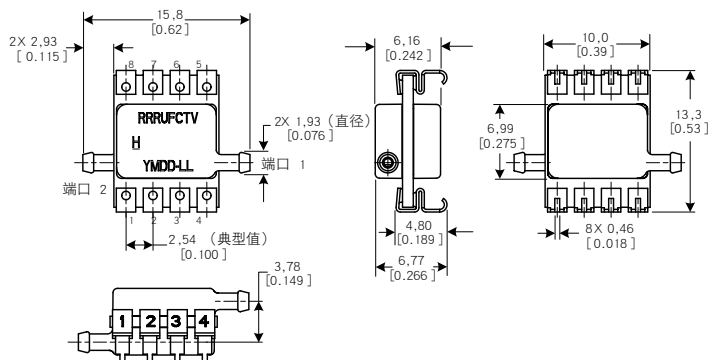 15,8
[0.62]
2X 2,93
[0.115]
8 7 6 5
RRRUFCTV
H
YMDD-LL
2X 1,93 (直径)
[0.076]
端口 1
端口 2
1 2 3 4
2,54 (典型值)
[0.100]
6,16
[0.242]
4,80
[0.189]
6,77
[0.266]
10,0
[0.39]
13,3
[0.53]
6,99
[0.275]
8X 0,46
[0.018]
3,78
[0.149]
1 2 3 4